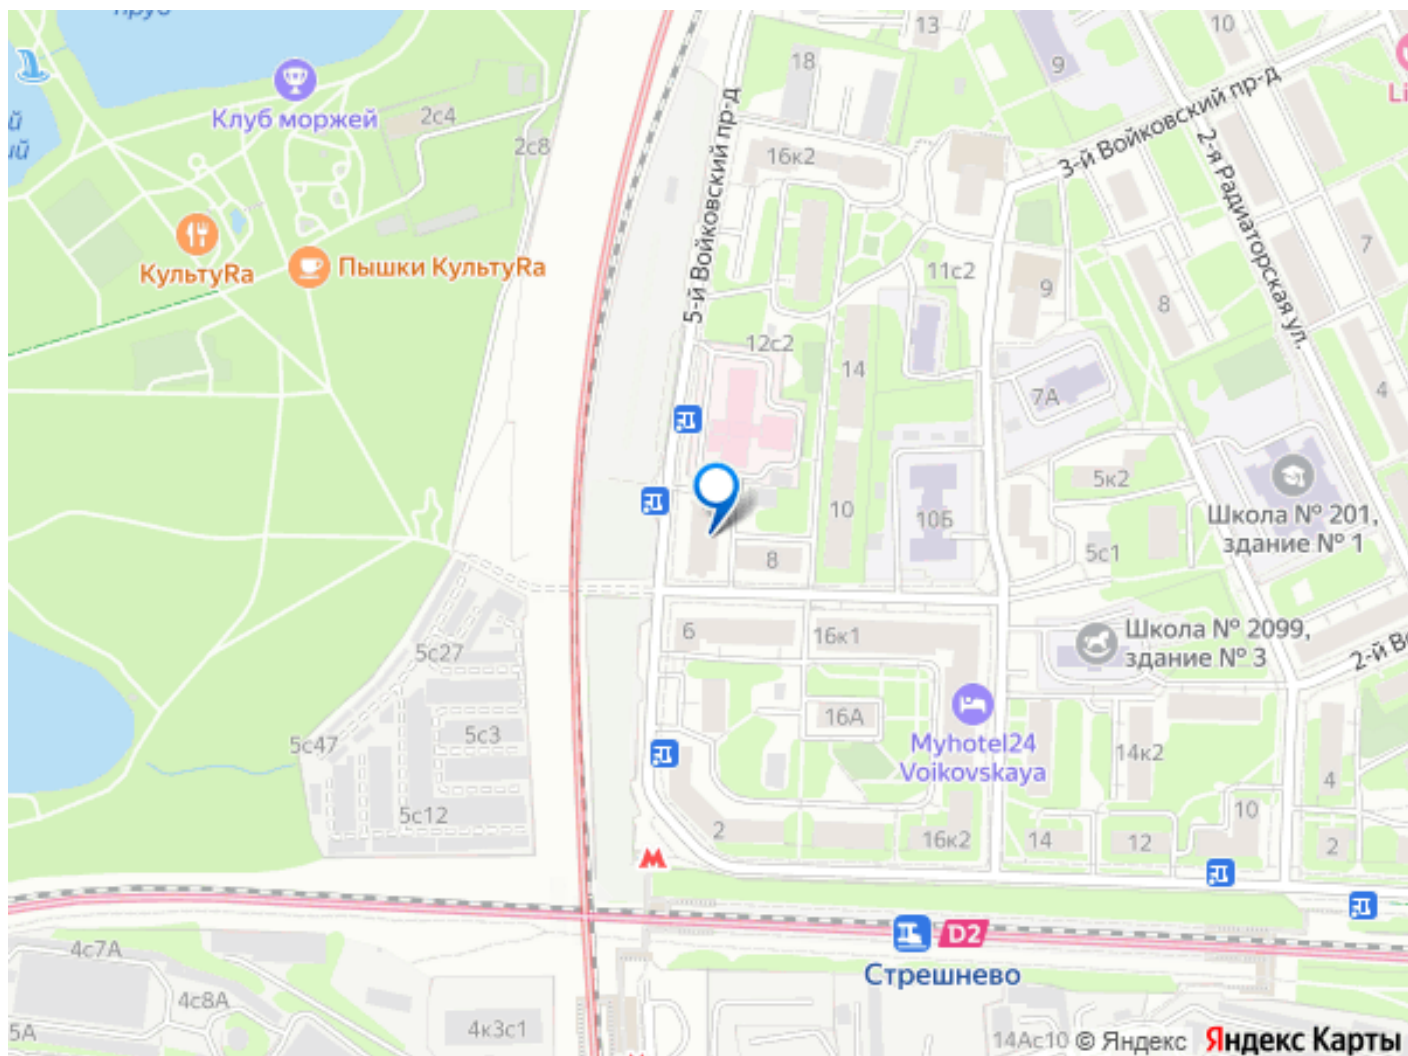 пруд
Клуб моржей
2с4
2с8
КультуRa
Пышки КультуRa
5-й Войковский пр-д
18
13
9
10
16к2
3-й Войковский пр-д
2-я Радиаторская ул.
Li
7
8
4
9
11с2
12с2
14
7А
10
10Б
8
5к2
5с1
Школа № 201,
здание № 1
Школа № 2099,
здание № 3
2-й В
6
16к1
16А
Myhotel24
Voikovskaya
14к2
4
10
2
12
14
16к2
2
5с27
5с47
5с3
5с12
D2
Стрешнево
4с7А
4с8А
5А
4к3с1
14Ас10
© Яндекс
Яндекс Карты